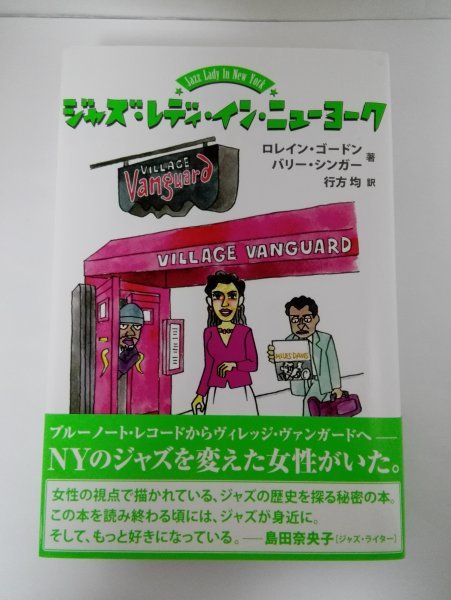 Jazz Lady In New York
ジャズ・レディ・イン・ニューヨーク
ロレイン・ゴードン
バリー・シンガー 著
行方 均 訳
VILLAGE
Vanguard
VILLAGE VANGUARD
MILES DAVIS
ブルーノート・レコードからヴィレッジ・ヴァンガードへ——
NYのジャズを変えた女性がいた。
女性の視点で描かれている、ジャズの歴史を探る秘密の本。
この本を読み終わる頃には、ジャズが身近に。
そして、もっと好きになっている。——島田奈央子[ジャズ・ライター]